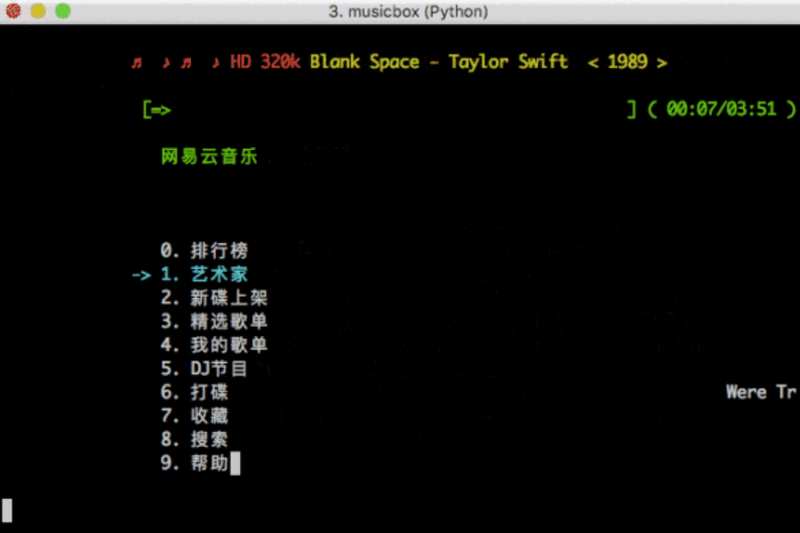 3. musicbox (Python)
♬ ♪ ♬ ♪ HD 320k Blank Space - Taylor Swift < 1989 >
[=> ] ( 00:07/03:51 )
网易云音乐
0. 排行榜
-> 1. 艺术家
2. 新碟上架
3. 精选歌单
4. 我的歌单
5. DJ节目
6. 打碟
Were Tr
7. 收藏
8. 搜索
9. 帮助